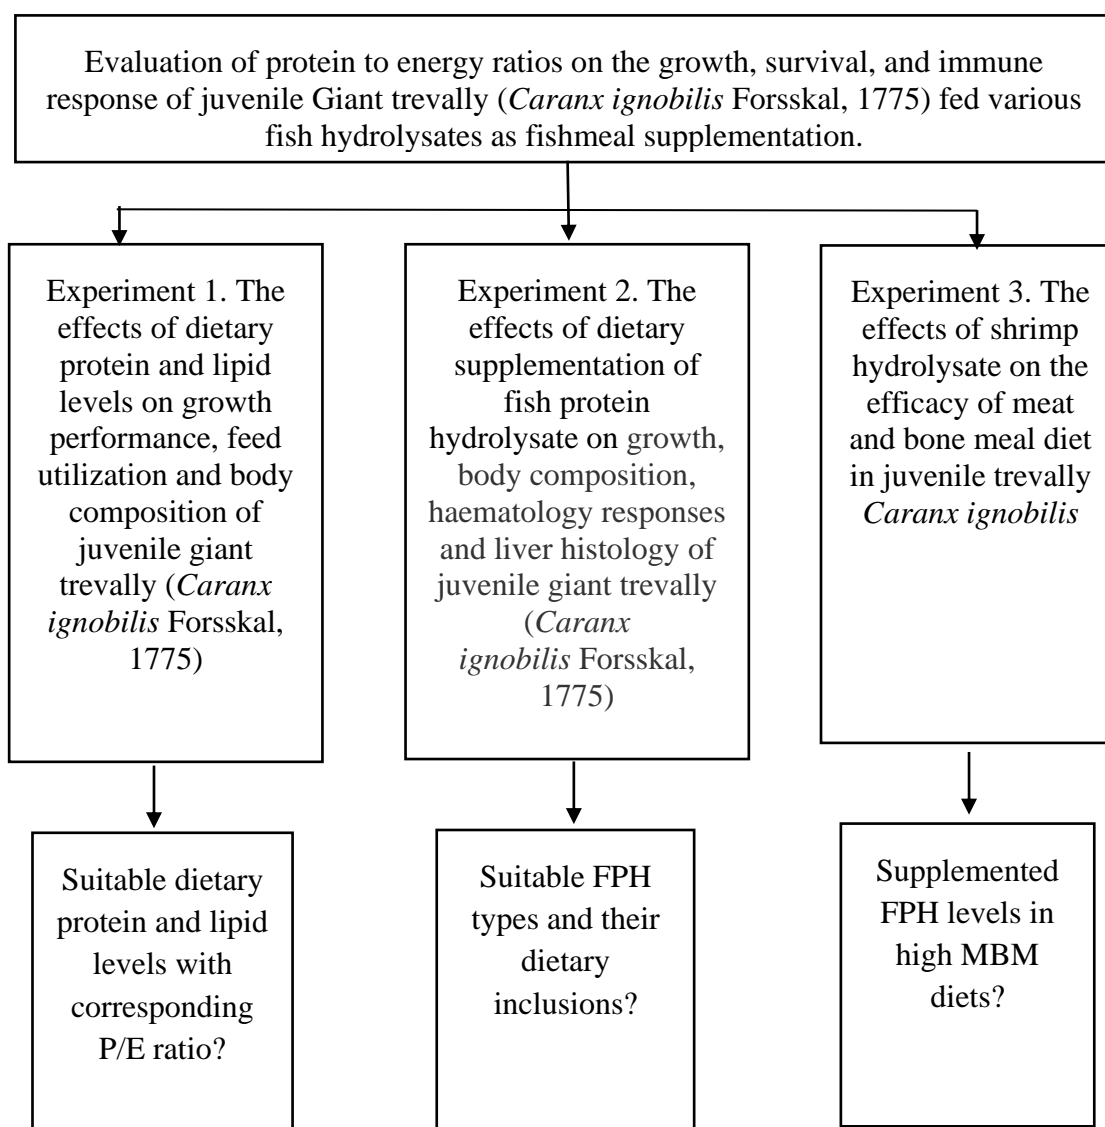 Evaluation of protein to energy ratios on the growth, survival, and immune
response of juvenile Giant trevally (Caranx ignobilis Forsskal, 1775) fed various
fish hydrolysates as fishmeal supplementation.
Experiment 1. The
effects of dietary
protein and lipid
levels on growth
performance, feed
utilization and body
composition of
juvenile giant
trevally (Caranx
ignobilis Forsskal,
1775)
Experiment 2. The
effects of dietary
supplementation of
fish protein
hydrolysate on growth,
body composition,
haematology responses
and liver histology of
juvenile giant trevally
(Caranx
ignobilis Forsskal,
1775)
Experiment 3. The
effects of shrimp
hydrolysate on the
efficacy of meat
and bone meal diet
in juvenile trevally
Caranx ignobilis
Suitable dietary
protein and lipid
levels with
corresponding
P/E ratio?
Suitable FPH
types and their
dietary
inclusions?
Supplemented
FPH levels in
high MBM
diets?